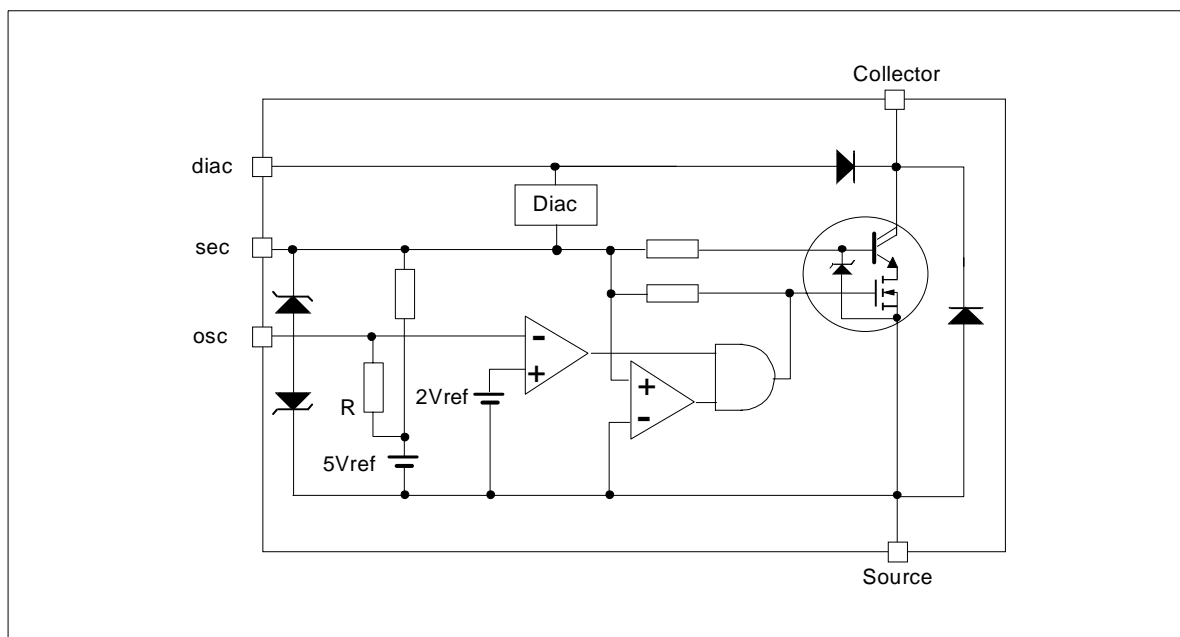 Collector
diac
Diac
sec
osc
-
+
2Vref
R
+
-
5Vref
Source